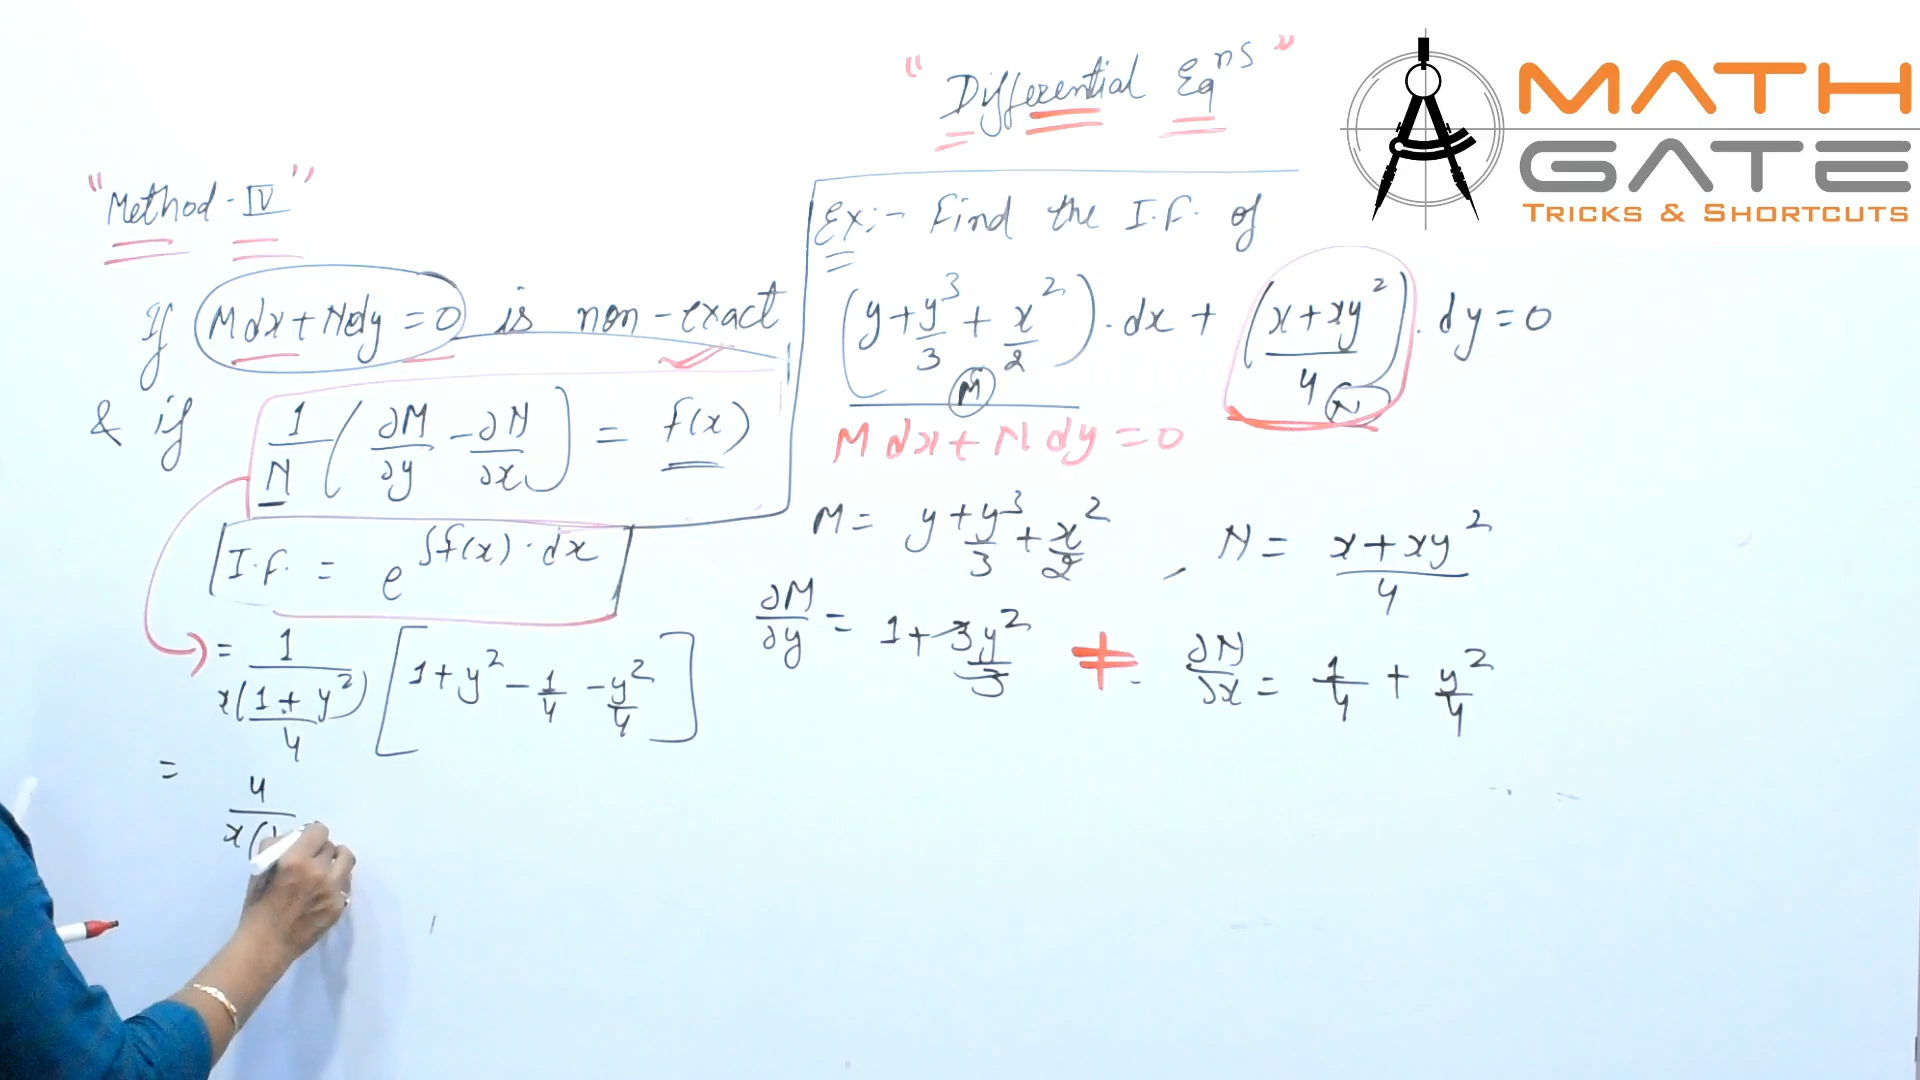 "Differential Eqns"
MATH
GATE
TRICKS & SHORTCUTS
"Method-IV"
If Mdx+Ndy=0 is non-exact
& if 1/N (∂M/∂y - ∂N/∂x) = f(x)
I.F. = e^∫f(x)·dx
= 1/(x(1+y²)/4) [1+y² - 1/4 - y²/4]
= 4/x(1
Ex:- Find the I.F. of
(y+y³/3+x²/2)·dx + (x+xy²/4)·dy=0
M N
Mdx+Ndy=0
M= y+y³/3+x²/2 , N= x+xy²/4
∂M/∂y = 1+3y²/3 ≠ ∂N/∂x = 1/4 + y²/4